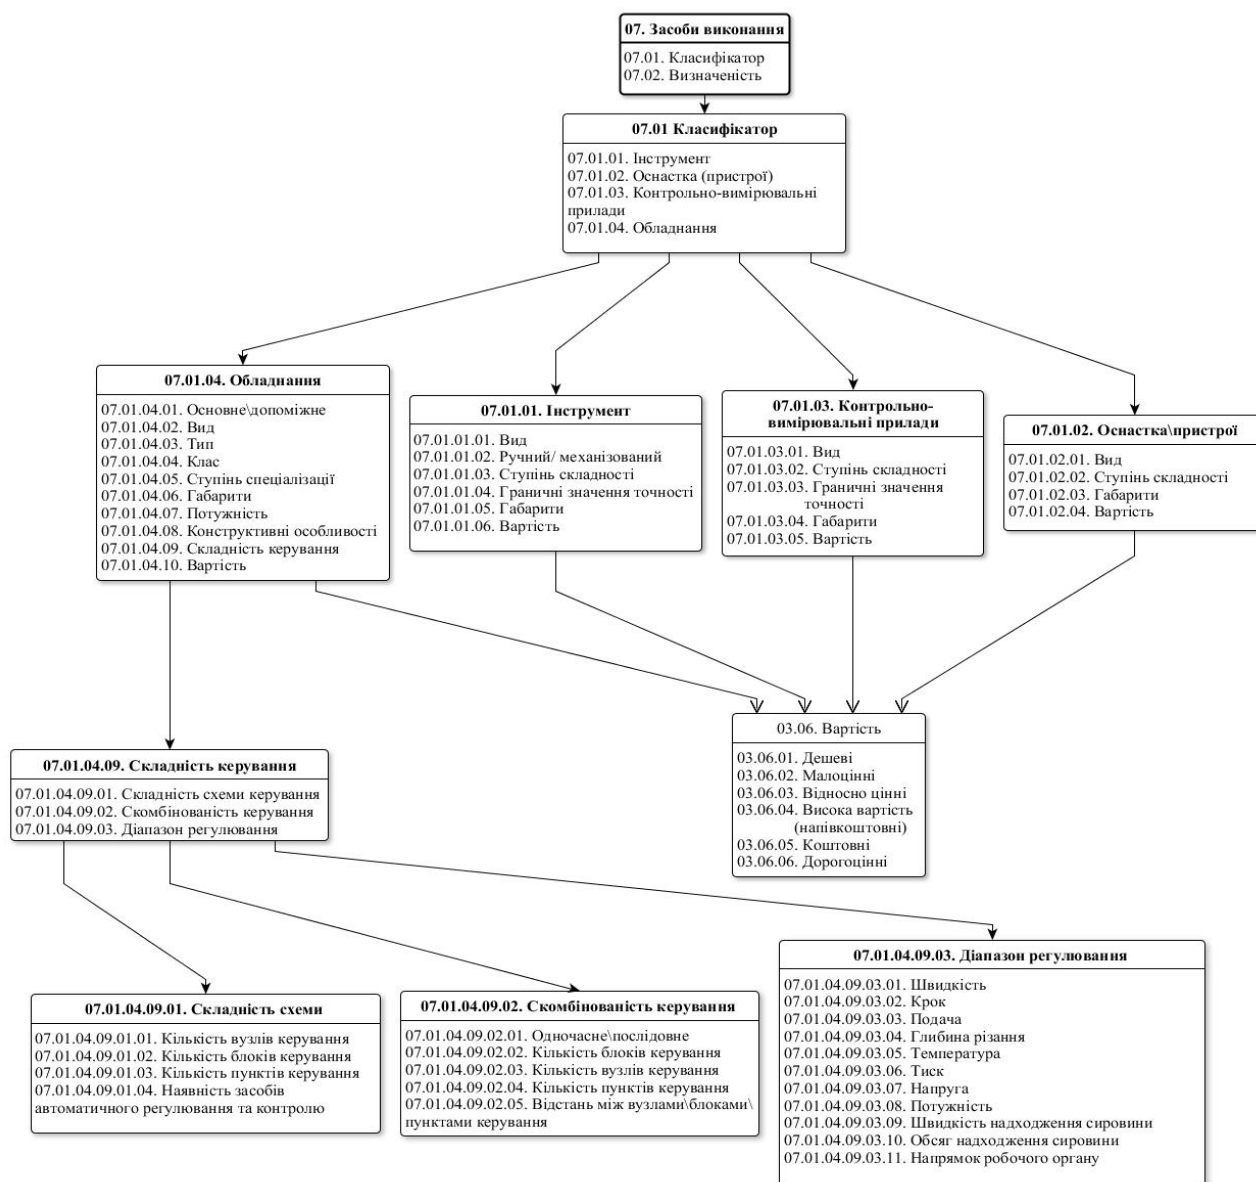 07. Засоби виконання
07.01. Класифікатор
07.02. Визначеність
07.01 Класифікатор
07.01.01. Інструмент
07.01.02. Оснастка (пристрої)
07.01.03. Контрольно-вимірювальні
прилади
07.01.04. Обладнання
07.01.04. Обладнання
07.01.04.01. Основне\допоміжне
07.01.04.02. Вид
07.01.04.03. Тип
07.01.04.04. Клас
07.01.04.05. Ступінь спеціалізації
07.01.04.06. Габарити
07.01.04.07. Потужність
07.01.04.08. Конструктивні особливості
07.01.04.09. Складність керування
07.01.04.10. Вартість
07.01.01. Інструмент
07.01.01.01. Вид
07.01.01.02. Ручний/ механізований
07.01.01.03. Ступінь складності
07.01.01.04. Граничні значення точності
07.01.01.05. Габарити
07.01.01.06. Вартість
07.01.03. Контрольно-
вимірювальні прилади
07.01.03.01. Вид
07.01.03.02. Ступінь складності
07.01.03.03. Граничні значення
точності
07.01.03.04. Габарити
07.01.03.05. Вартість
07.01.02. Оснастка\пристрої
07.01.02.01. Вид
07.01.02.02. Ступінь складності
07.01.02.03. Габарити
07.01.02.04. Вартість
03.06. Вартість
03.06.01. Дешеві
03.06.02. Малоцінні
03.06.03. Відносно цінні
03.06.04. Висока вартість
(напівкоштовні)
03.06.05. Коштовні
03.06.06. Дорогоцінні
07.01.04.09. Складність керування
07.01.04.09.01. Складність схеми керування
07.01.04.09.02. Скомбінованість керування
07.01.04.09.03. Діапазон регулювання
07.01.04.09.01. Складність схеми
07.01.04.09.01.01. Кількість вузлів керування
07.01.04.09.01.02. Кількість блоків керування
07.01.04.09.01.03. Кількість пунктів керування
07.01.04.09.01.04. Наявність засобів
автоматичного регулювання та контролю
07.01.04.09.02. Скомбінованість керування
07.01.04.09.02.01. Одночасне\послідовне
07.01.04.09.02.02. Кількість блоків керування
07.01.04.09.02.03. Кількість вузлів керування
07.01.04.09.02.04. Кількість пунктів керування
07.01.04.09.02.05. Відстань між вузлами\блоками\
пунктами керування
07.01.04.09.03. Діапазон регулювання
07.01.04.09.03.01. Швидкість
07.01.04.09.03.02. Крок
07.01.04.09.03.03. Подача
07.01.04.09.03.04. Глибина різання
07.01.04.09.03.05. Температура
07.01.04.09.03.06. Тиск
07.01.04.09.03.07. Напруга
07.01.04.09.03.08. Потужність
07.01.04.09.03.09. Швидкість надходження сировини
07.01.04.09.03.10. Обсяг надходження сировини
07.01.04.09.03.11. Напрямок робочого органу